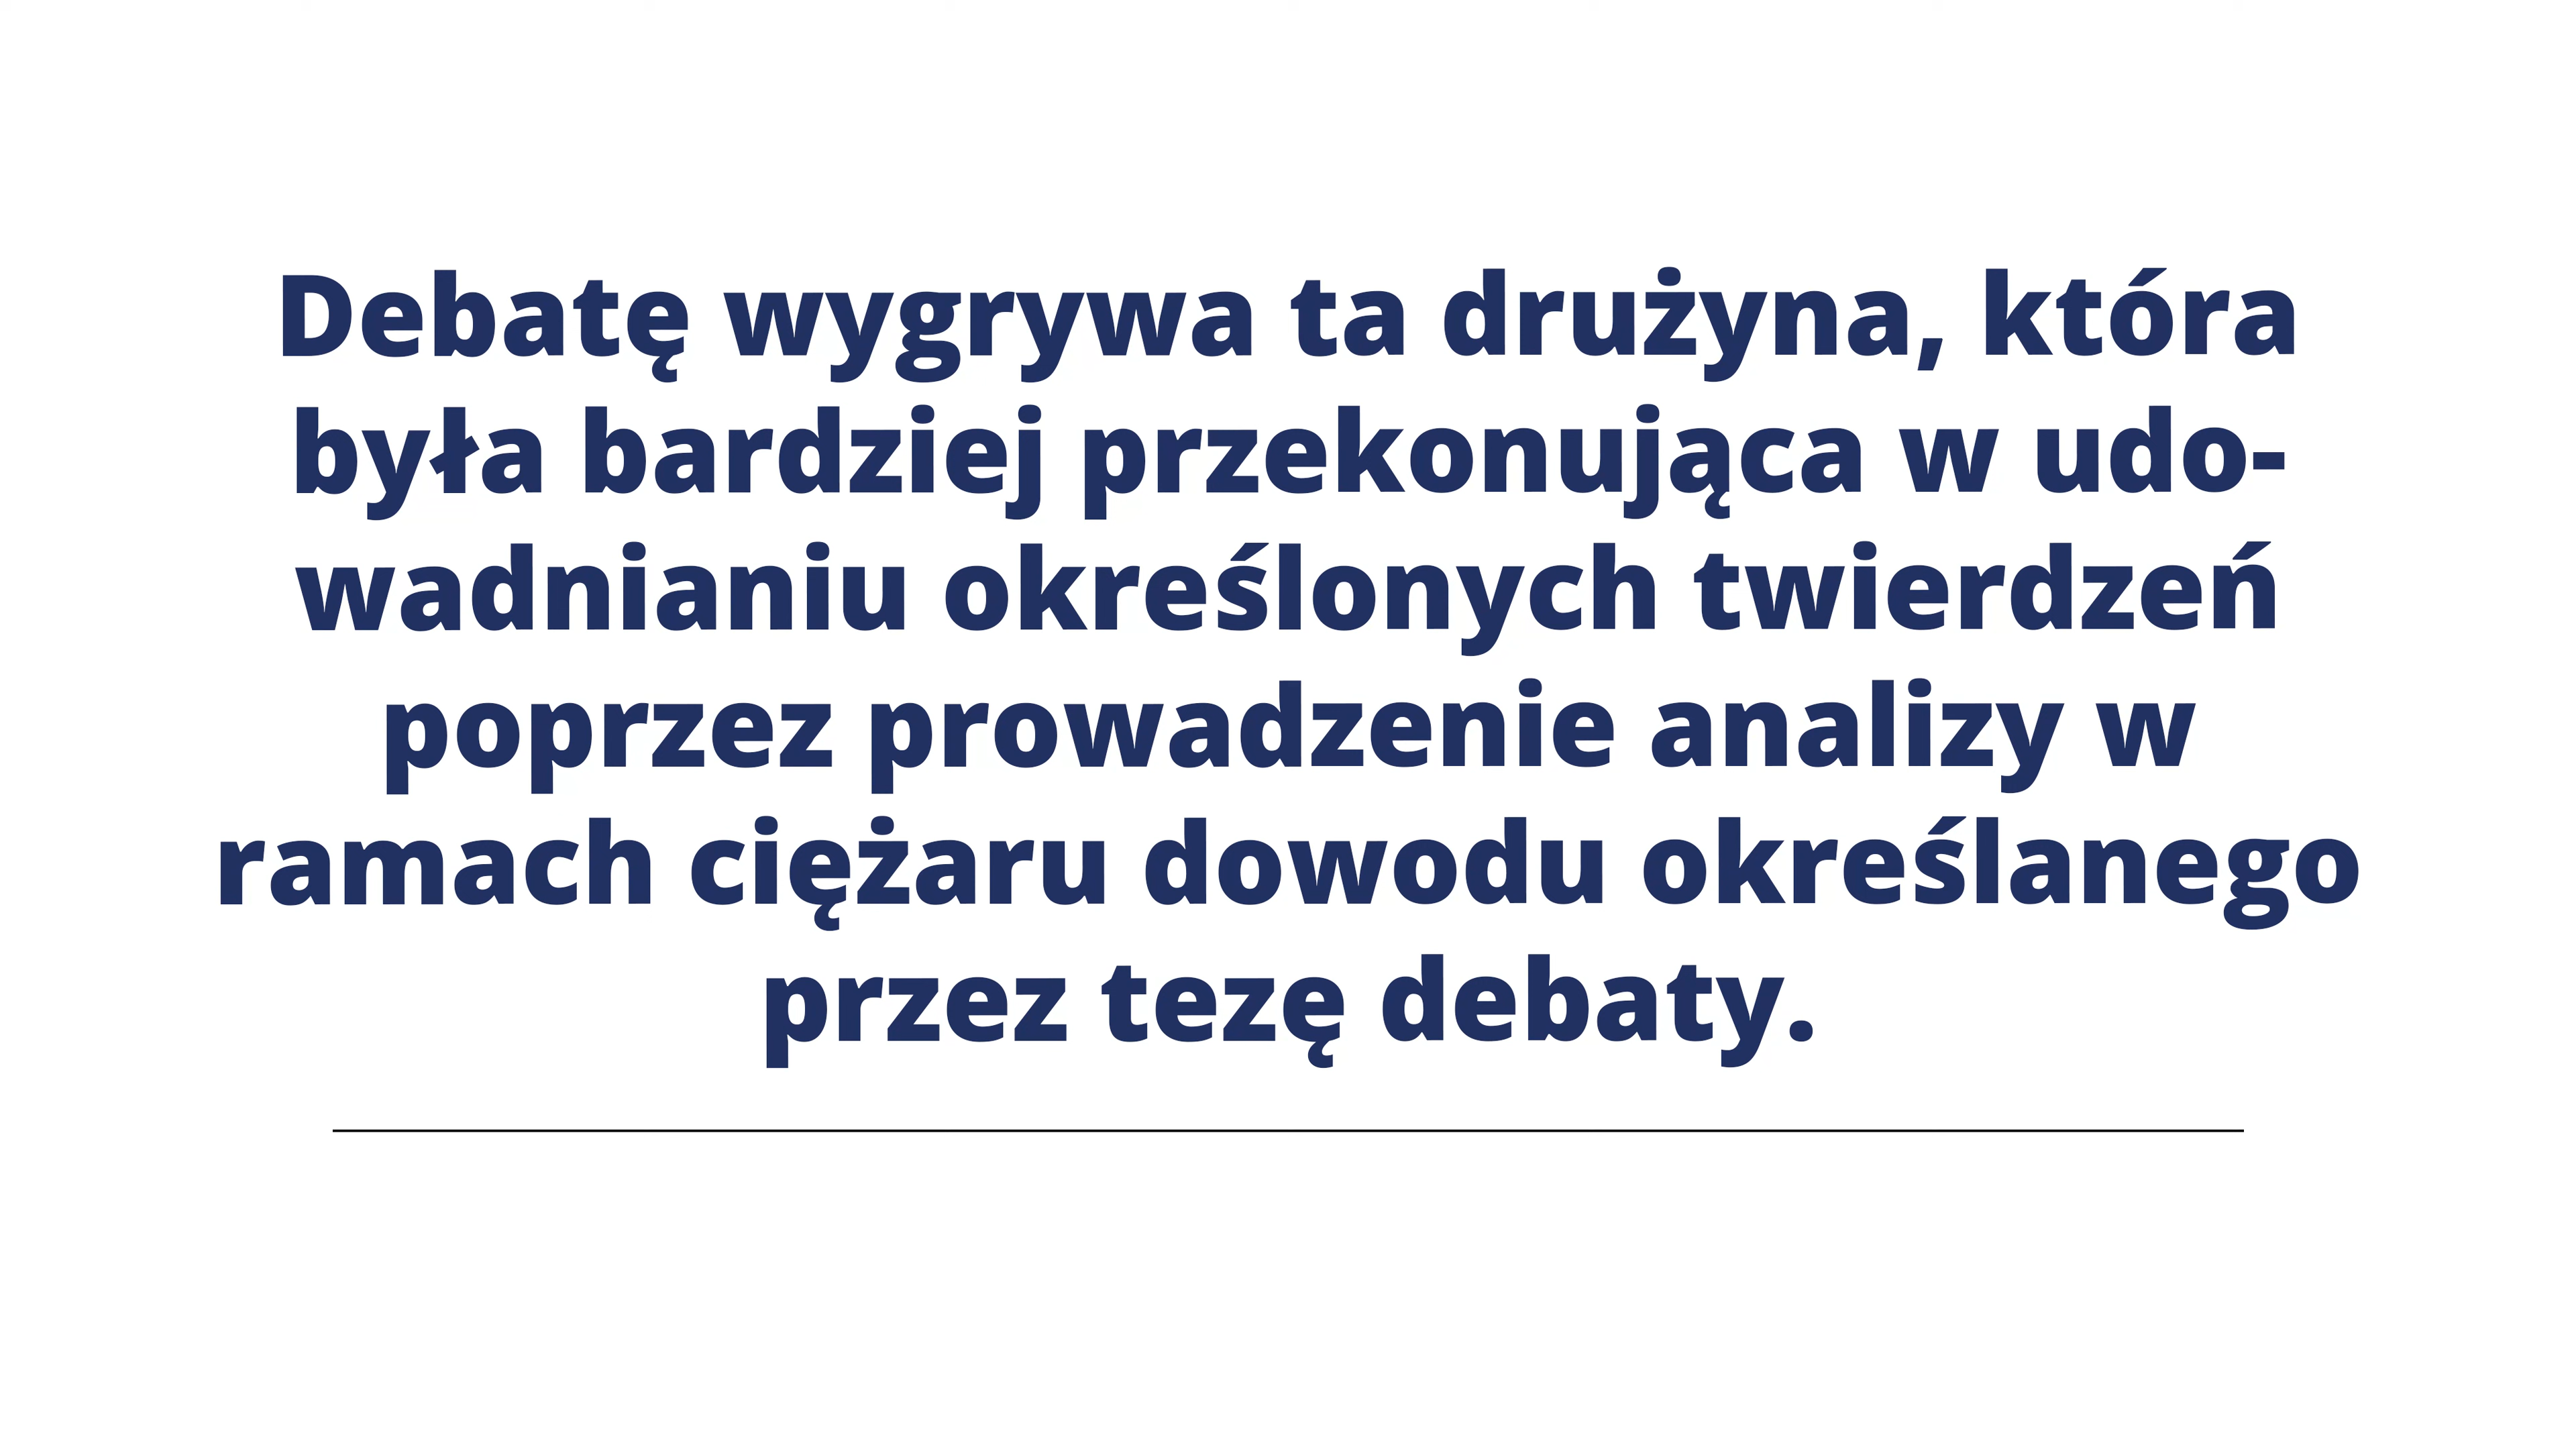 Debatę wygrywa ta drużyna, która
była bardziej przekonująca w udo-
wadnianiu określonych twierdzeń
poprzez prowadzenie analizy w
ramach ciężaru dowodu określanego
przez tezę debaty.